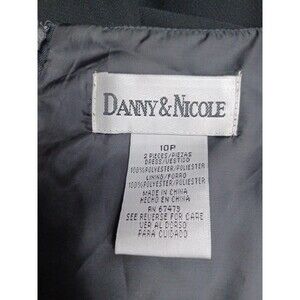 DANNY & NICOLE
10P
2 PIECES/PIEZAS
DRESS/VESTIDO
100%POLYESTER/POLIESTER
LINING/FORRO
100%POLYESTER/POLIESTER
MADE IN CHINA
HECHO EN CHINA
RN 67479
SEE REVERSE FOR CARE
VER AL DORSO
PARA CUIDADO